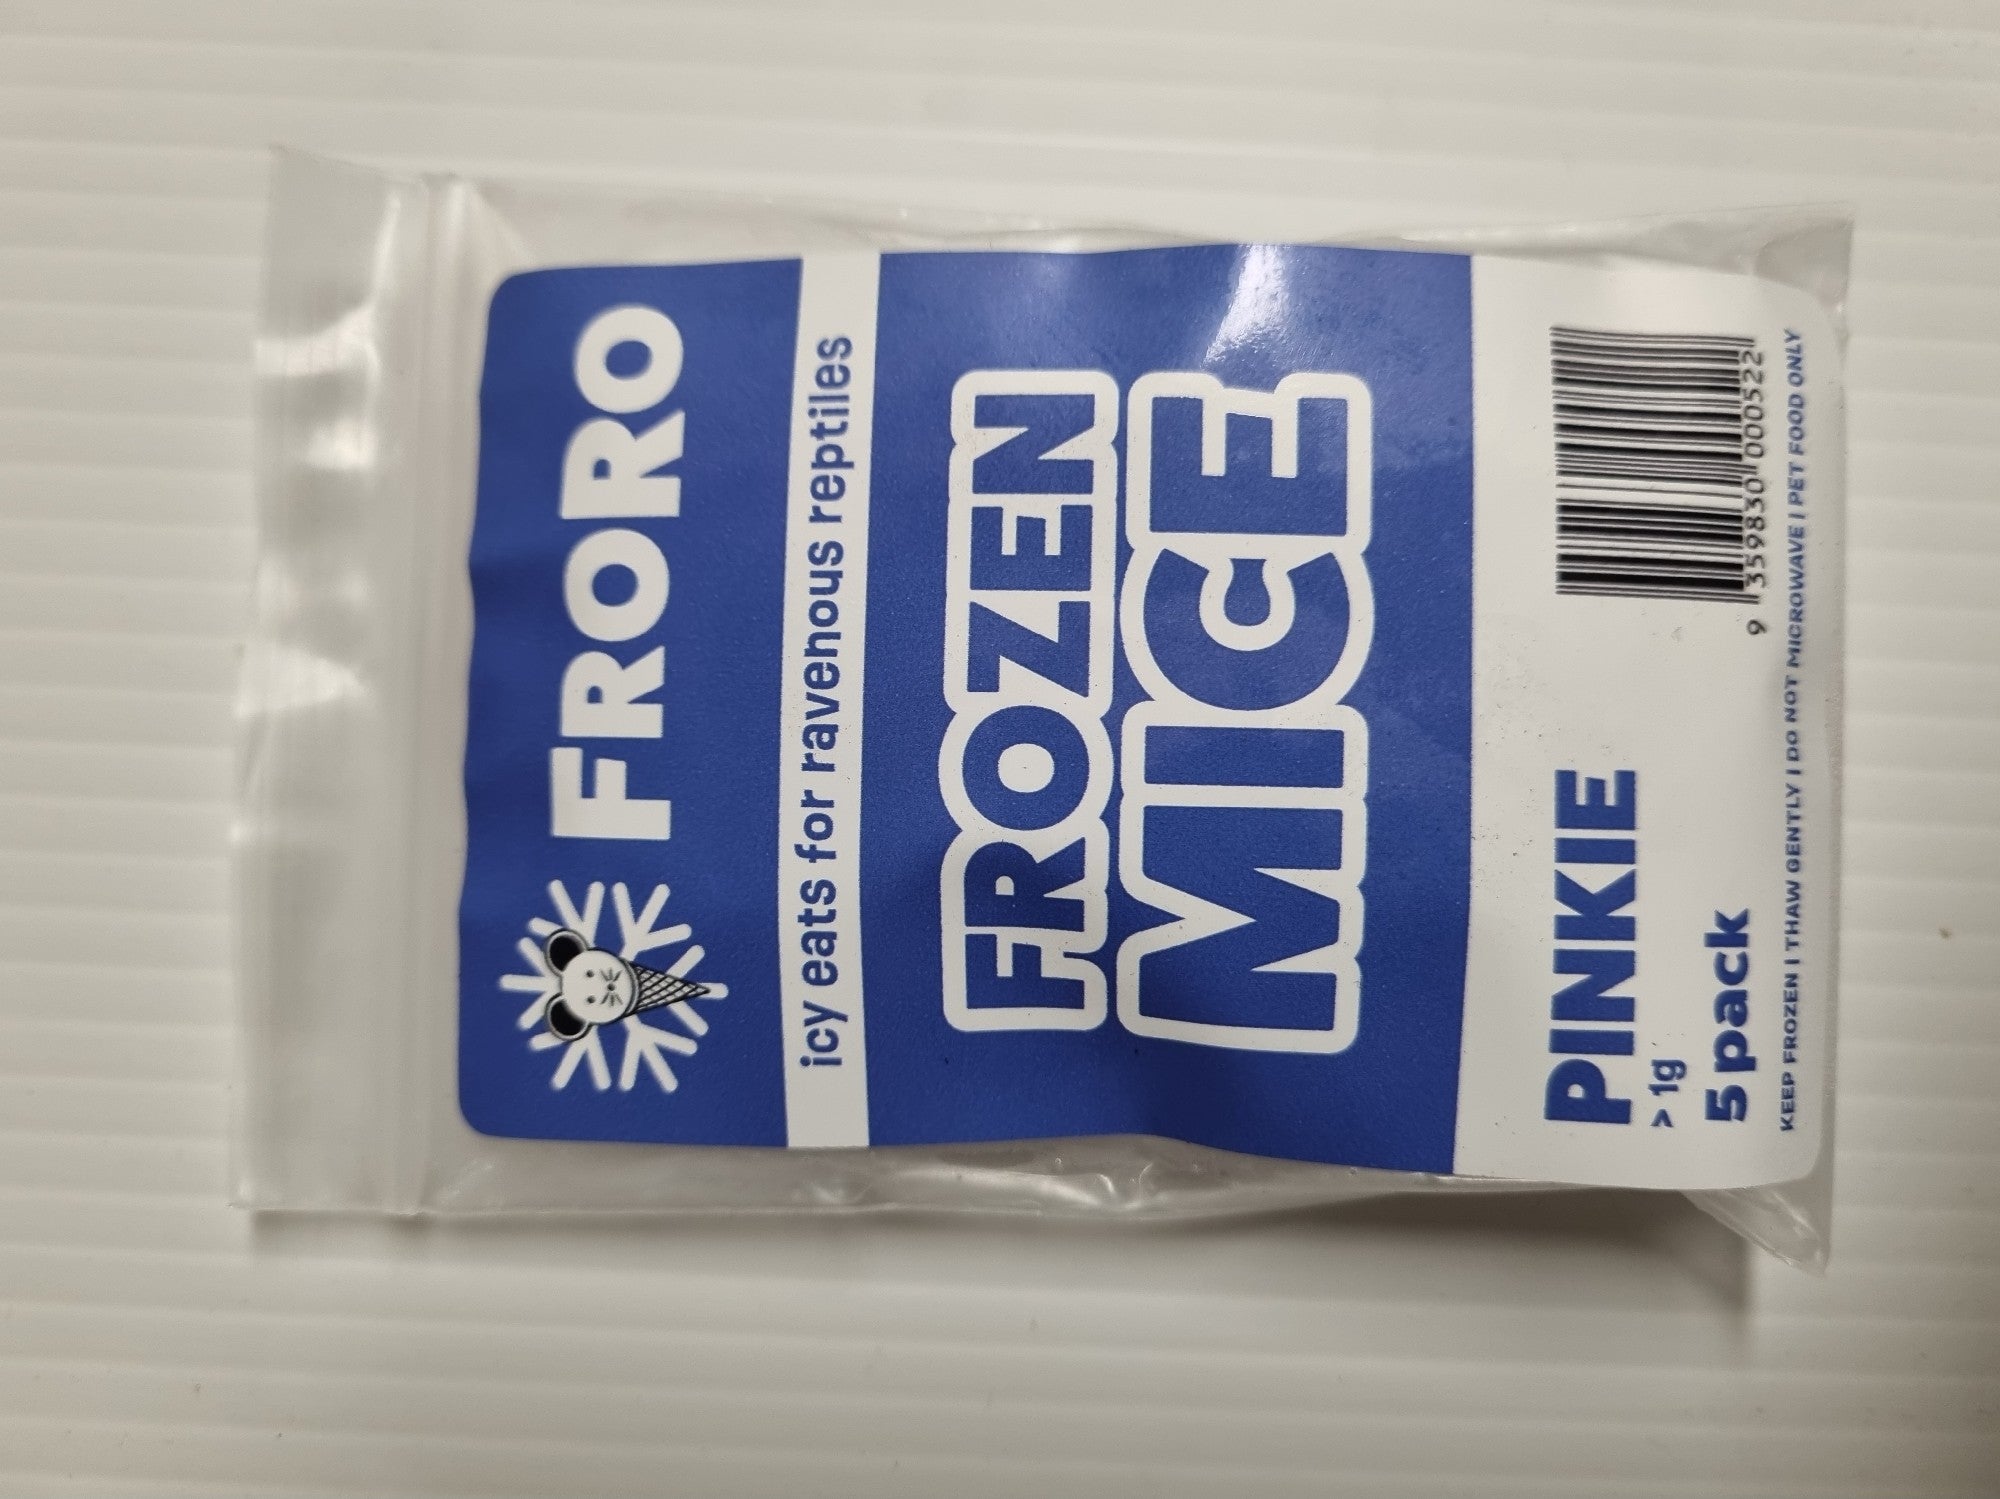 FRORO
icy eats for ravenous reptiles
FROZEN
MICE
PINKIE
> 1g
5 pack
9 359830 000522
KEEP FROZEN | THAW GENTLY | DO NOT MICROWAVE | PET FOOD ONLY